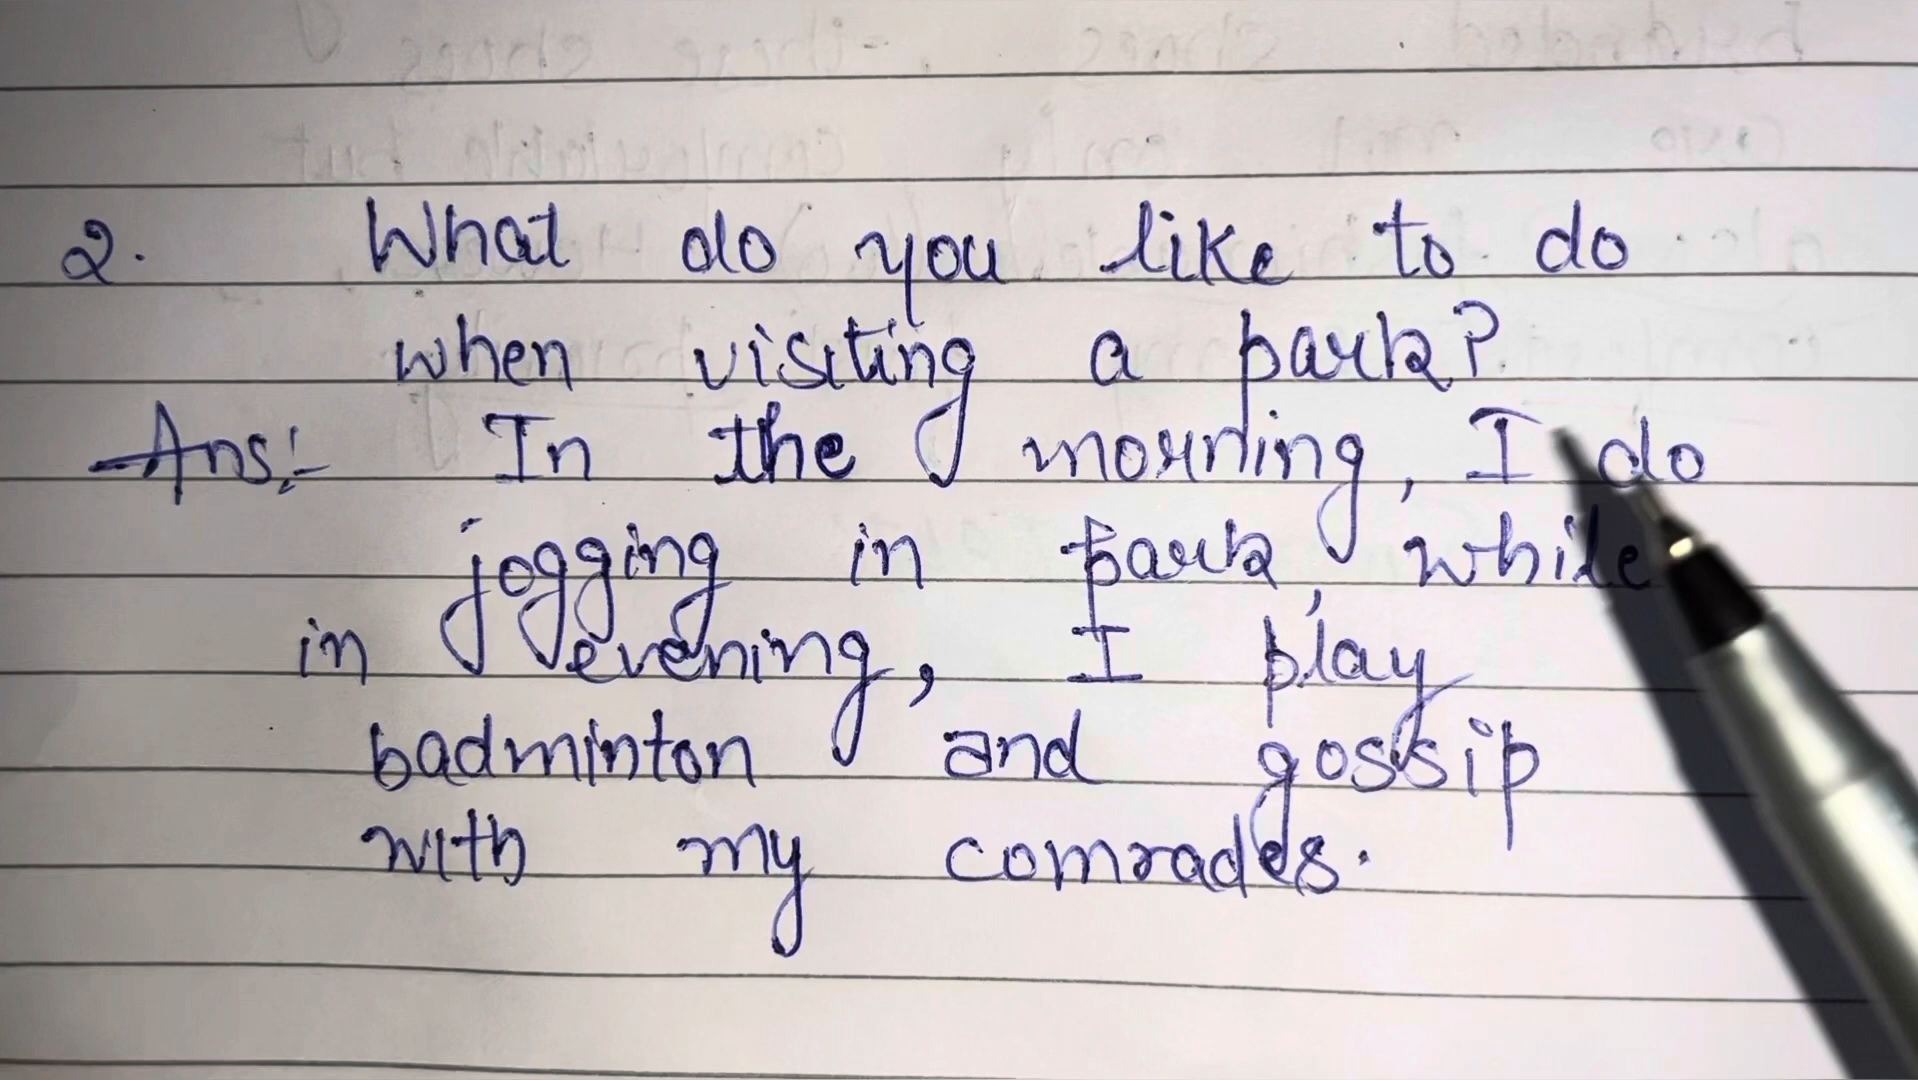 2. What do you like to do
when visiting a park?
Ans:- In the morning, I do
jogging in park, while
in evening, I play
badminton and gossip
with my comrades.